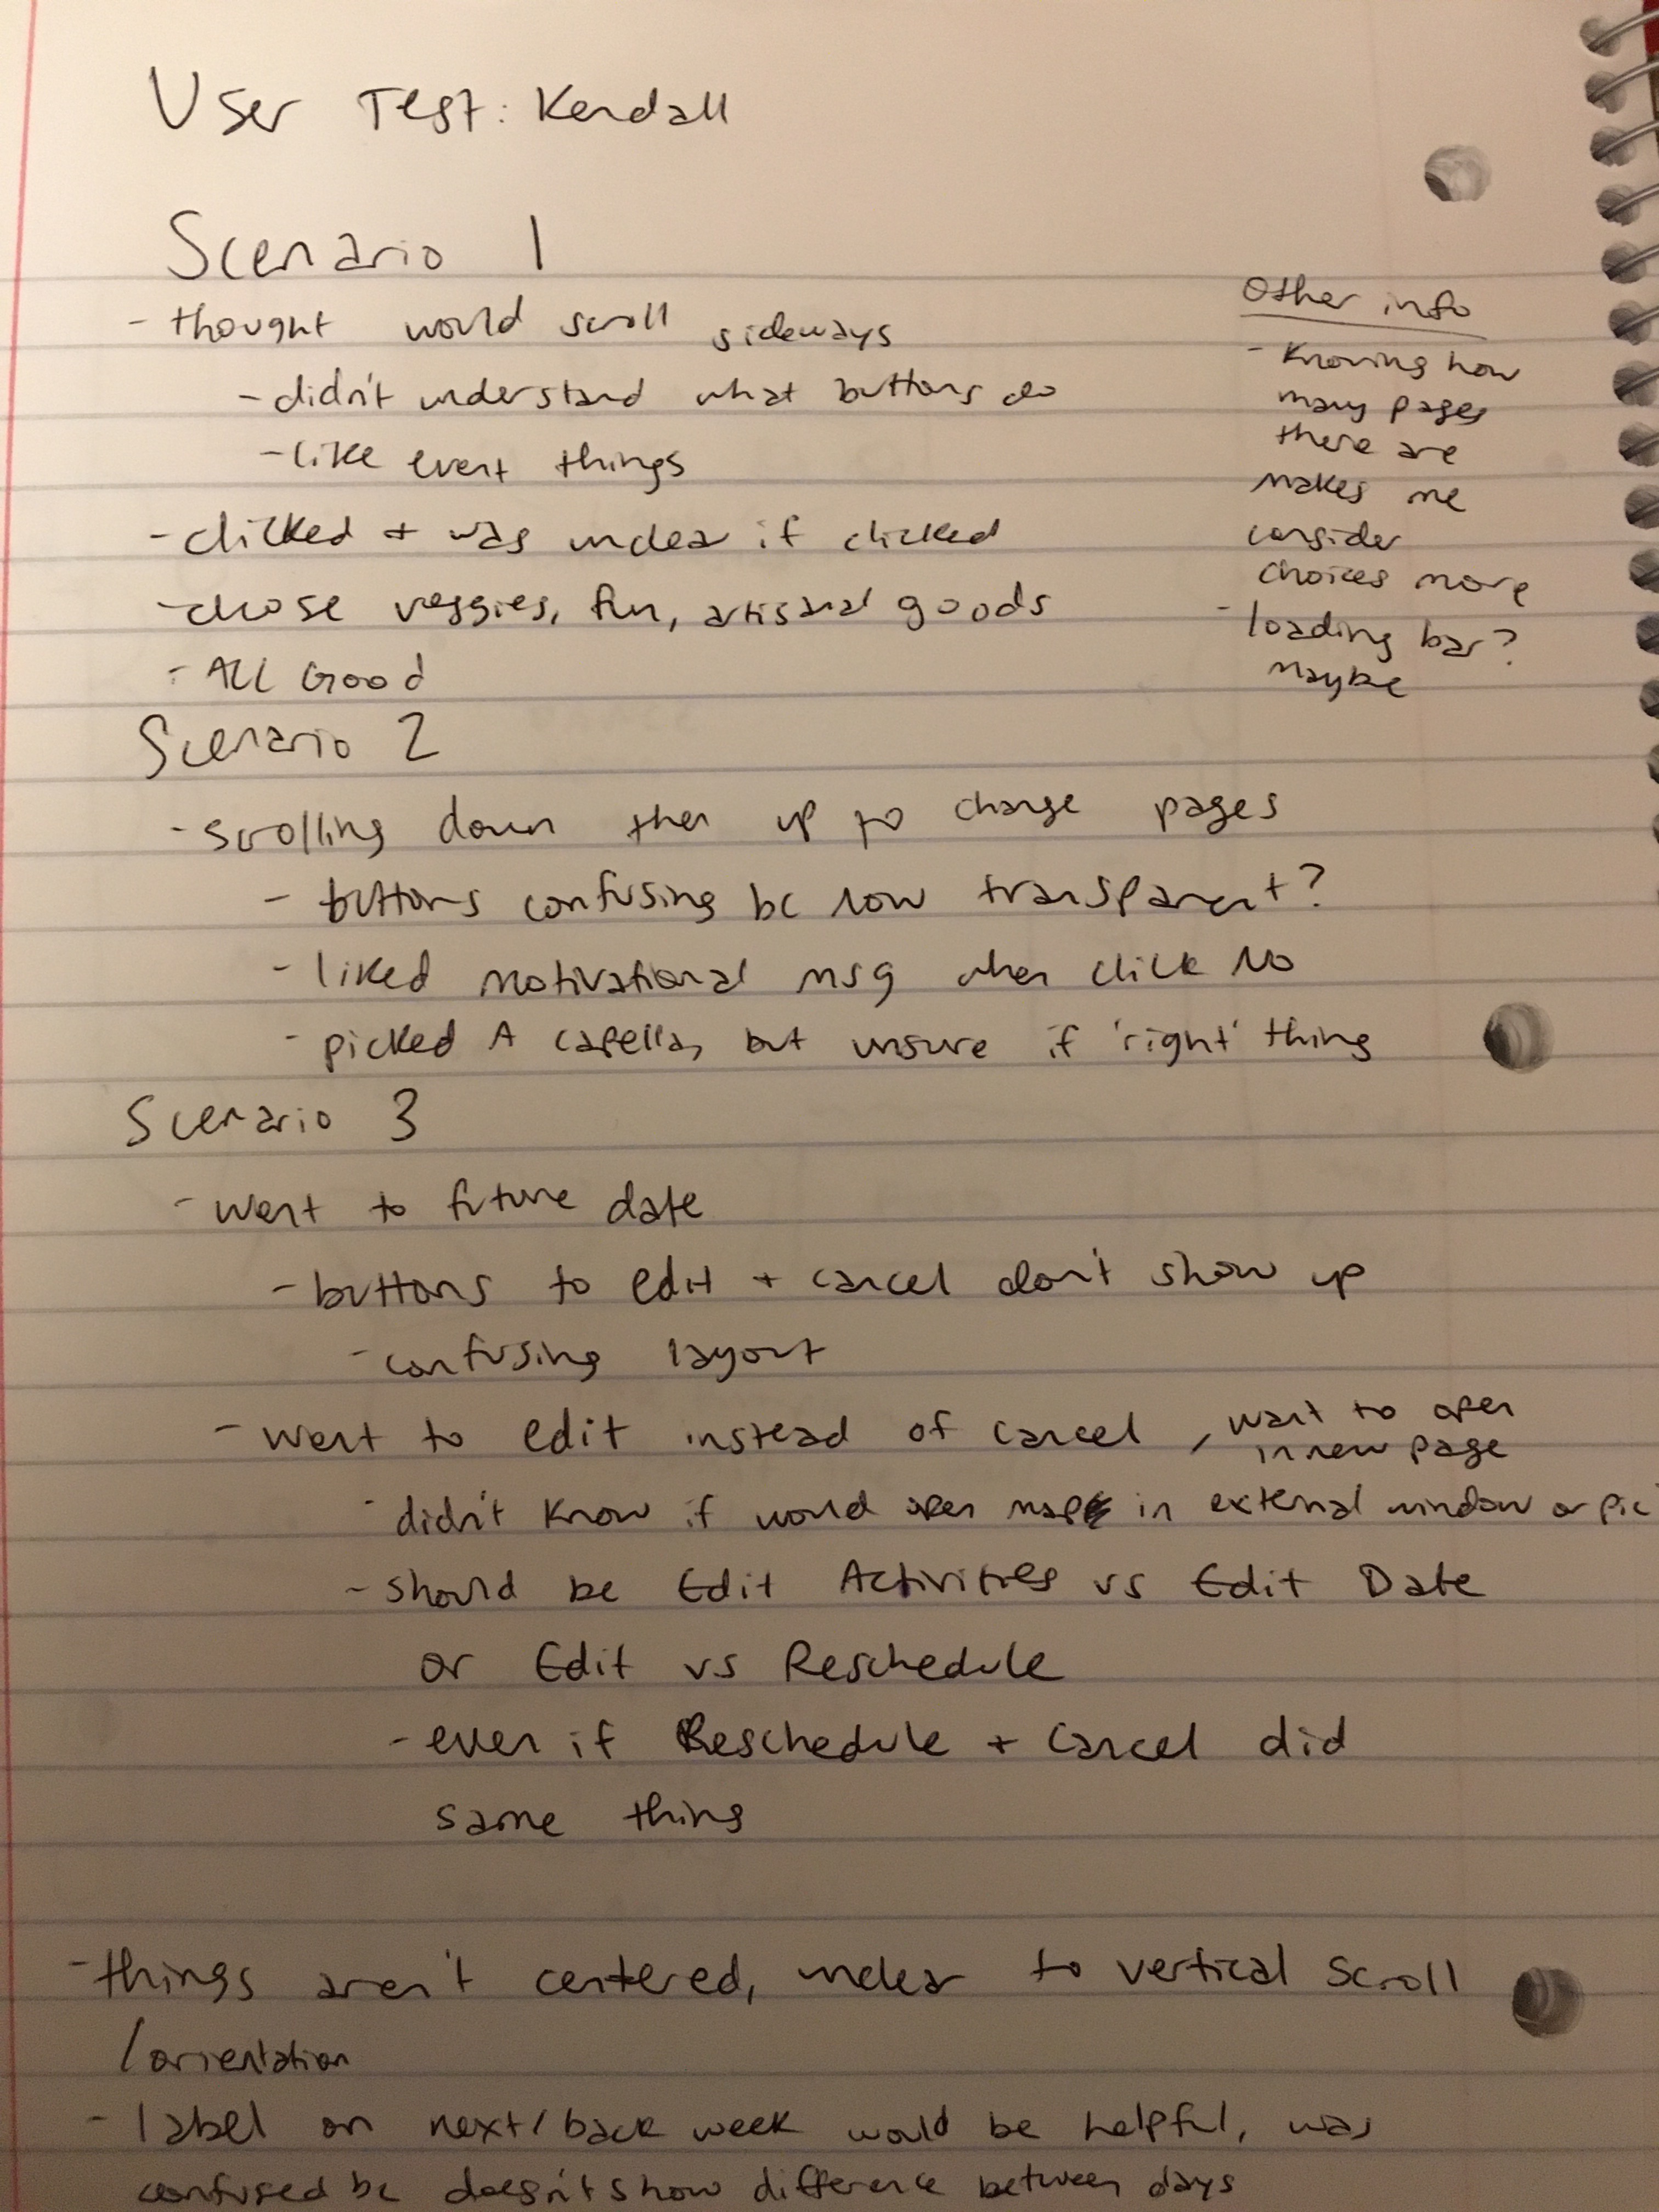 User Test: Kendall
Scenario 1
- thought would scroll sideways
- didn't understand what buttons do
- like event things
- clicked + was unclear if clicked
- chose veggies, fun, artisanal goods
- All Good
Other info
- Knowing how
many pages
there are
makes me
consider
choices more
- loading bar?
maybe
Scenario 2
- scrolling down then up to change pages
- buttons confusing bc now transparent?
- liked motivational msg when click No
- picked A capella, but unsure if 'right' thing
Scenario 3
- went to future date
- buttons to edit + cancel don't show up
- confusing layout
- went to edit instead of cancel, want to open
in new page
- didn't know if would open map in external window or pic
- should be Edit Activities vs Edit Date
or Edit vs Reschedule
- even if Reschedule + Cancel did
same thing
- things aren't centered, unclear to vertical scroll
/orientation
- label on next/back week would be helpful, was
confused bc doesn't show difference between days